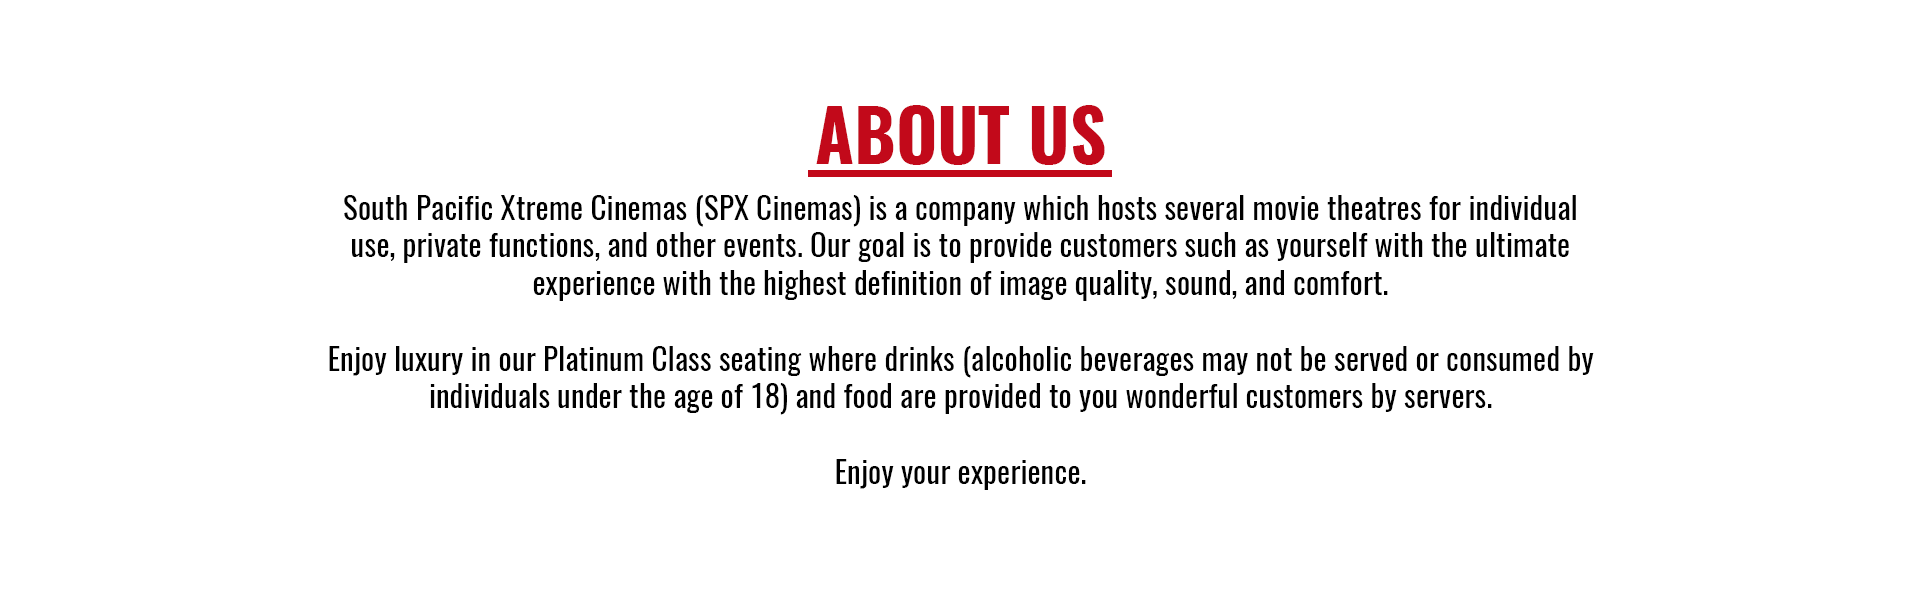 ABOUT US
South Pacific Xtreme Cinemas (SPX Cinemas) is a company which hosts several movie theatres for individual
use, private functions, and other events. Our goal is to provide customers such as yourself with the ultimate
experience with the highest definition of image quality, sound, and comfort.
Enjoy luxury in our Platinum Class seating where drinks (alcoholic beverages may not be served or consumed by
individuals under the age of 18) and food are provided to you wonderful customers by servers.
Enjoy your experience.